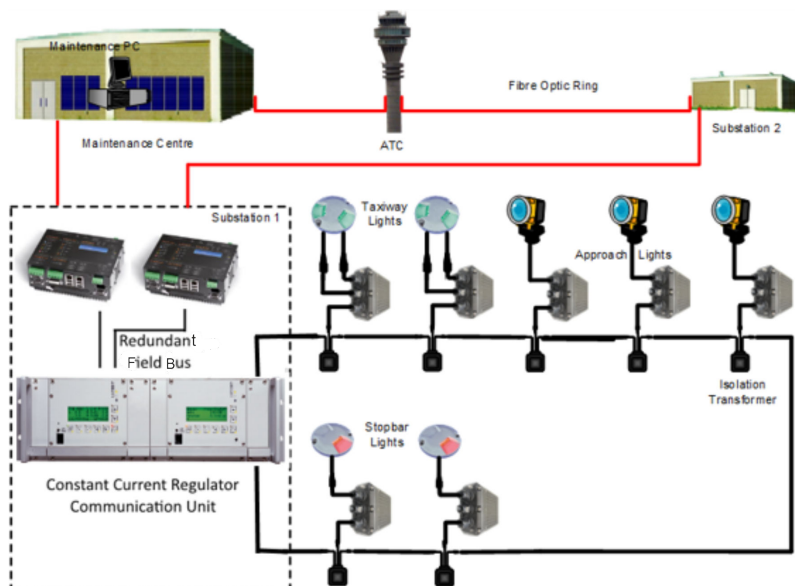 Maintenance PC
Fibre Optic Ring
Maintenance Centre
ATC
Substation 2
Substation 1
Taxiway
Lights
Approach Lights
Redundant
Field Bus
Isolation
Transformer
Stopbar
Lights
Constant Current Regulator
Communication Unit